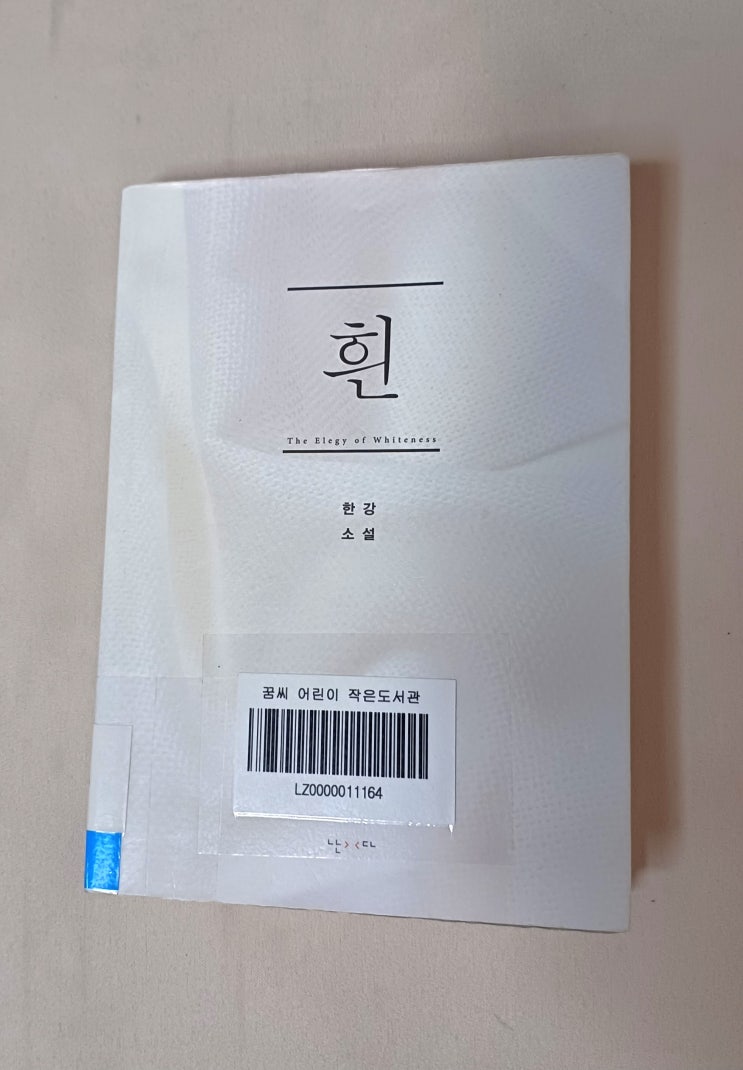 흰
The Elegy of Whiteness
한강
소설
꿈씨 어린이 작은도서관
LZ0000011164